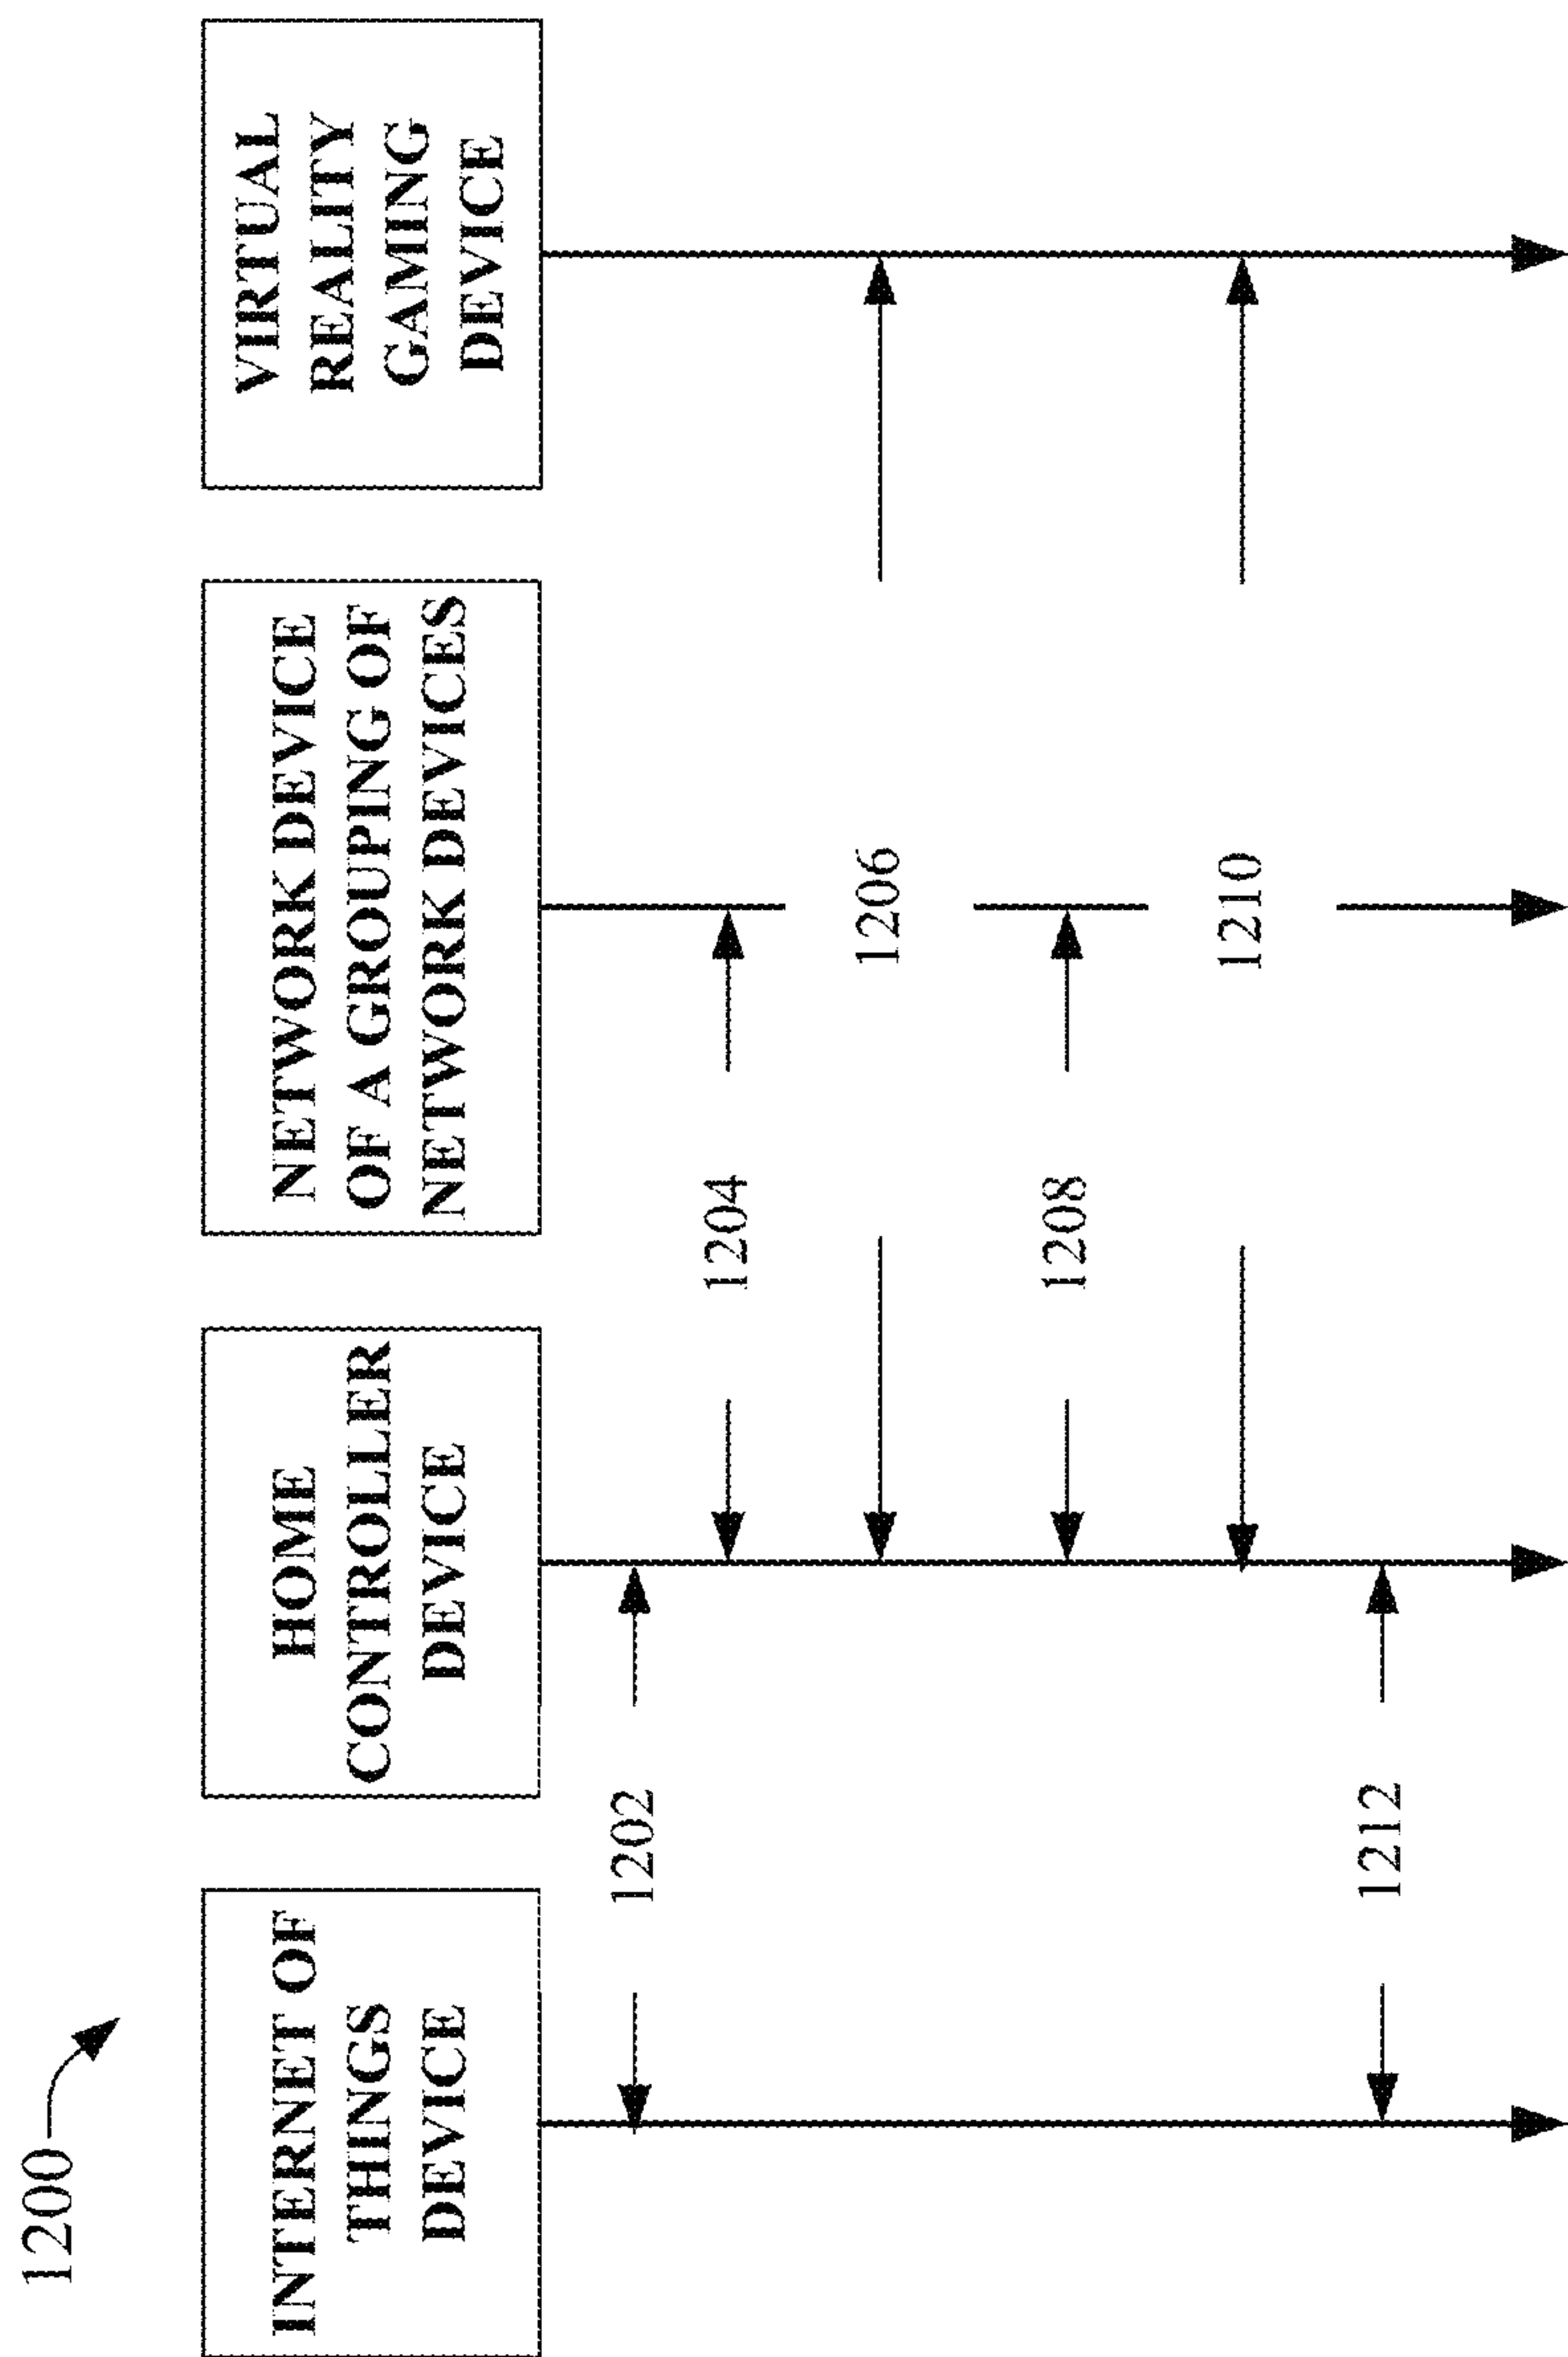 1200
INTERNET OF
THINGS
DEVICE
HOME
CONTROLLER
DEVICE
NETWORK DEVICE
OF A GROUPING OF
NETWORK DEVICES
VIRTUAL
REALITY
GAMING
DEVICE
1202
1204
1206
1208
1210
1212